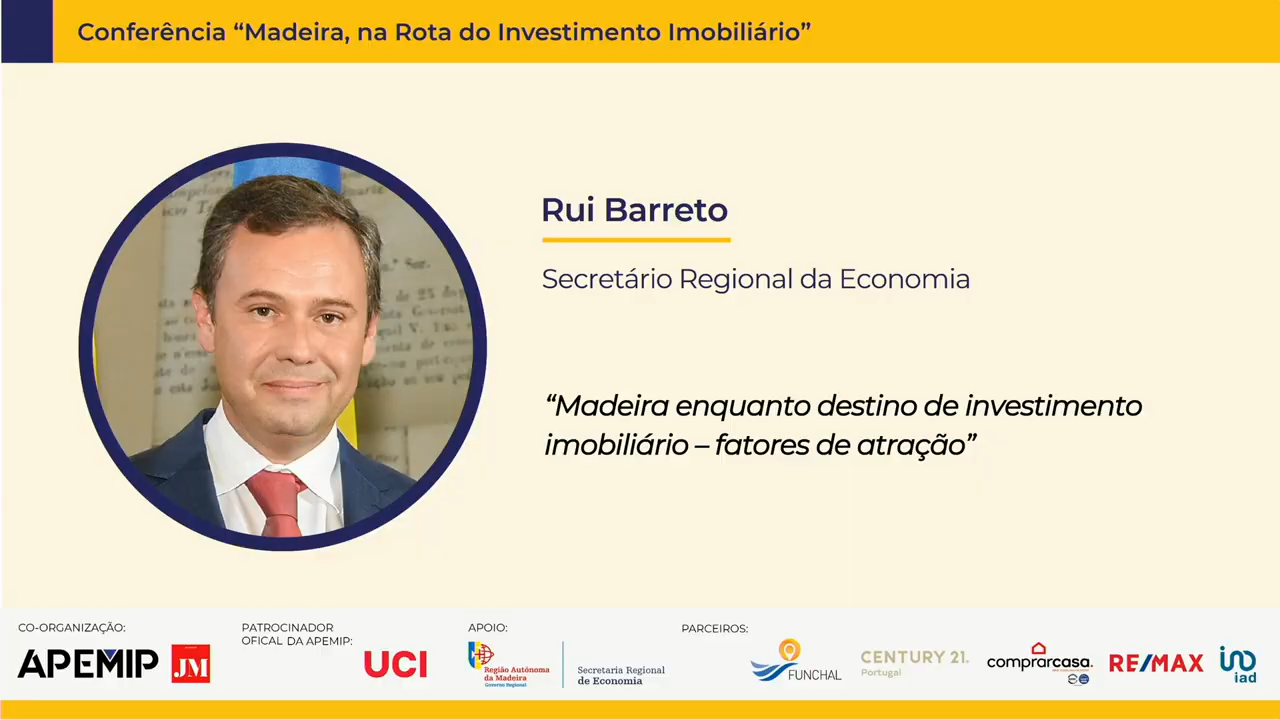 Conferência “Madeira, na Rota do Investimento Imobiliário”
Rui Barreto
Secretário Regional da Economia
“Madeira enquanto destino de investimento
imobiliário – fatores de atração”
CO-ORGANIZAÇÃO:
APEMIP
JM
PATROCINADOR
OFICAL DA APEMIP:
UCI
APOIO:
Região Autónoma
da Madeira
Governo Regional
Secretaria Regional
de Economia
PARCEIROS:
FUNCHAL
CENTURY 21.
Portugal
comprarcasa.
RE/MAX
iad